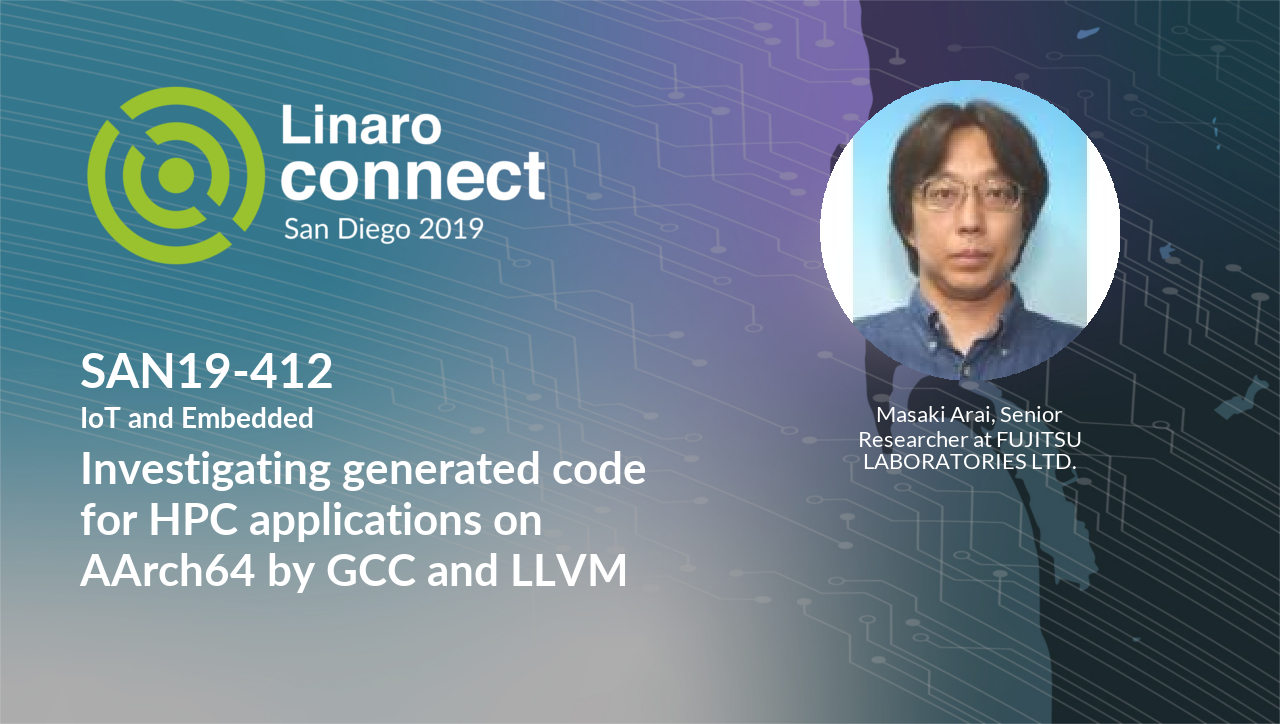 Linaro
connect
San Diego 2019
SAN19-412
IoT and Embedded
Investigating generated code
for HPC applications on
AArch64 by GCC and LLVM
Masaki Arai, Senior
Researcher at FUJITSU
LABORATORIES LTD.